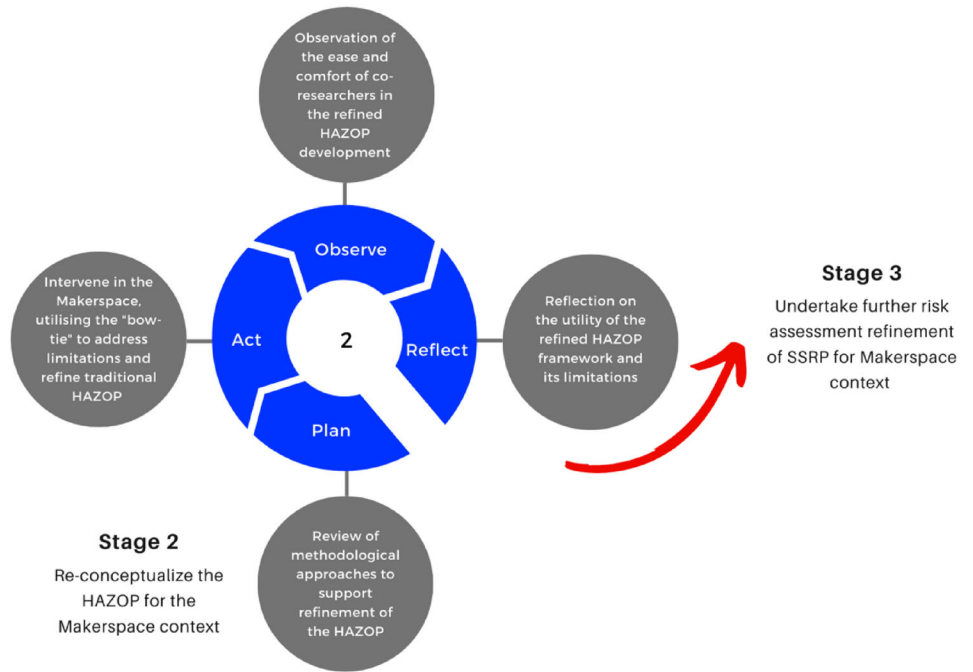 Observation of
the ease and
comfort of co-
researchers in
the refined
HAZOP
development
Observe
Intervene in the
Makerspace,
utilising the "bow-
tie" to address
limitations and
refine traditional
HAZOP
Act
2
Reflect
Reflection on
the utility of the
refined HAZOP
framework and
its limitations
Stage 3
Undertake further risk
assessment refinement
of SSRP for Makerspace
context
Plan
Stage 2
Re-conceptualize the
HAZOP for the
Makerspace context
Review of
methodological
approaches to
support
refinement of
the HAZOP